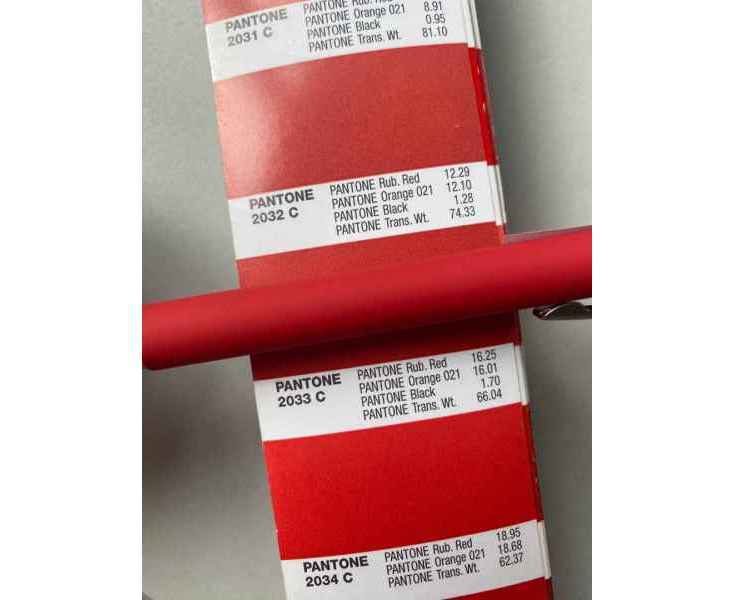 PANTONE
2031 C
PANTONE Rub. Red
PANTONE Orange 021 8.91
PANTONE Black 0.95
PANTONE Trans. Wt. 81.10
PANTONE
2032 C
PANTONE Rub. Red 12.29
PANTONE Orange 021 12.10
PANTONE Black 1.28
PANTONE Trans. Wt. 74.33
PANTONE
2033 C
PANTONE Rub. Red 16.25
PANTONE Orange 021 16.01
PANTONE Black 1.70
PANTONE Trans. Wt. 66.04
PANTONE
2034 C
PANTONE Rub. Red 18.95
PANTONE Orange 021 18.68
PANTONE Trans. Wt. 62.37